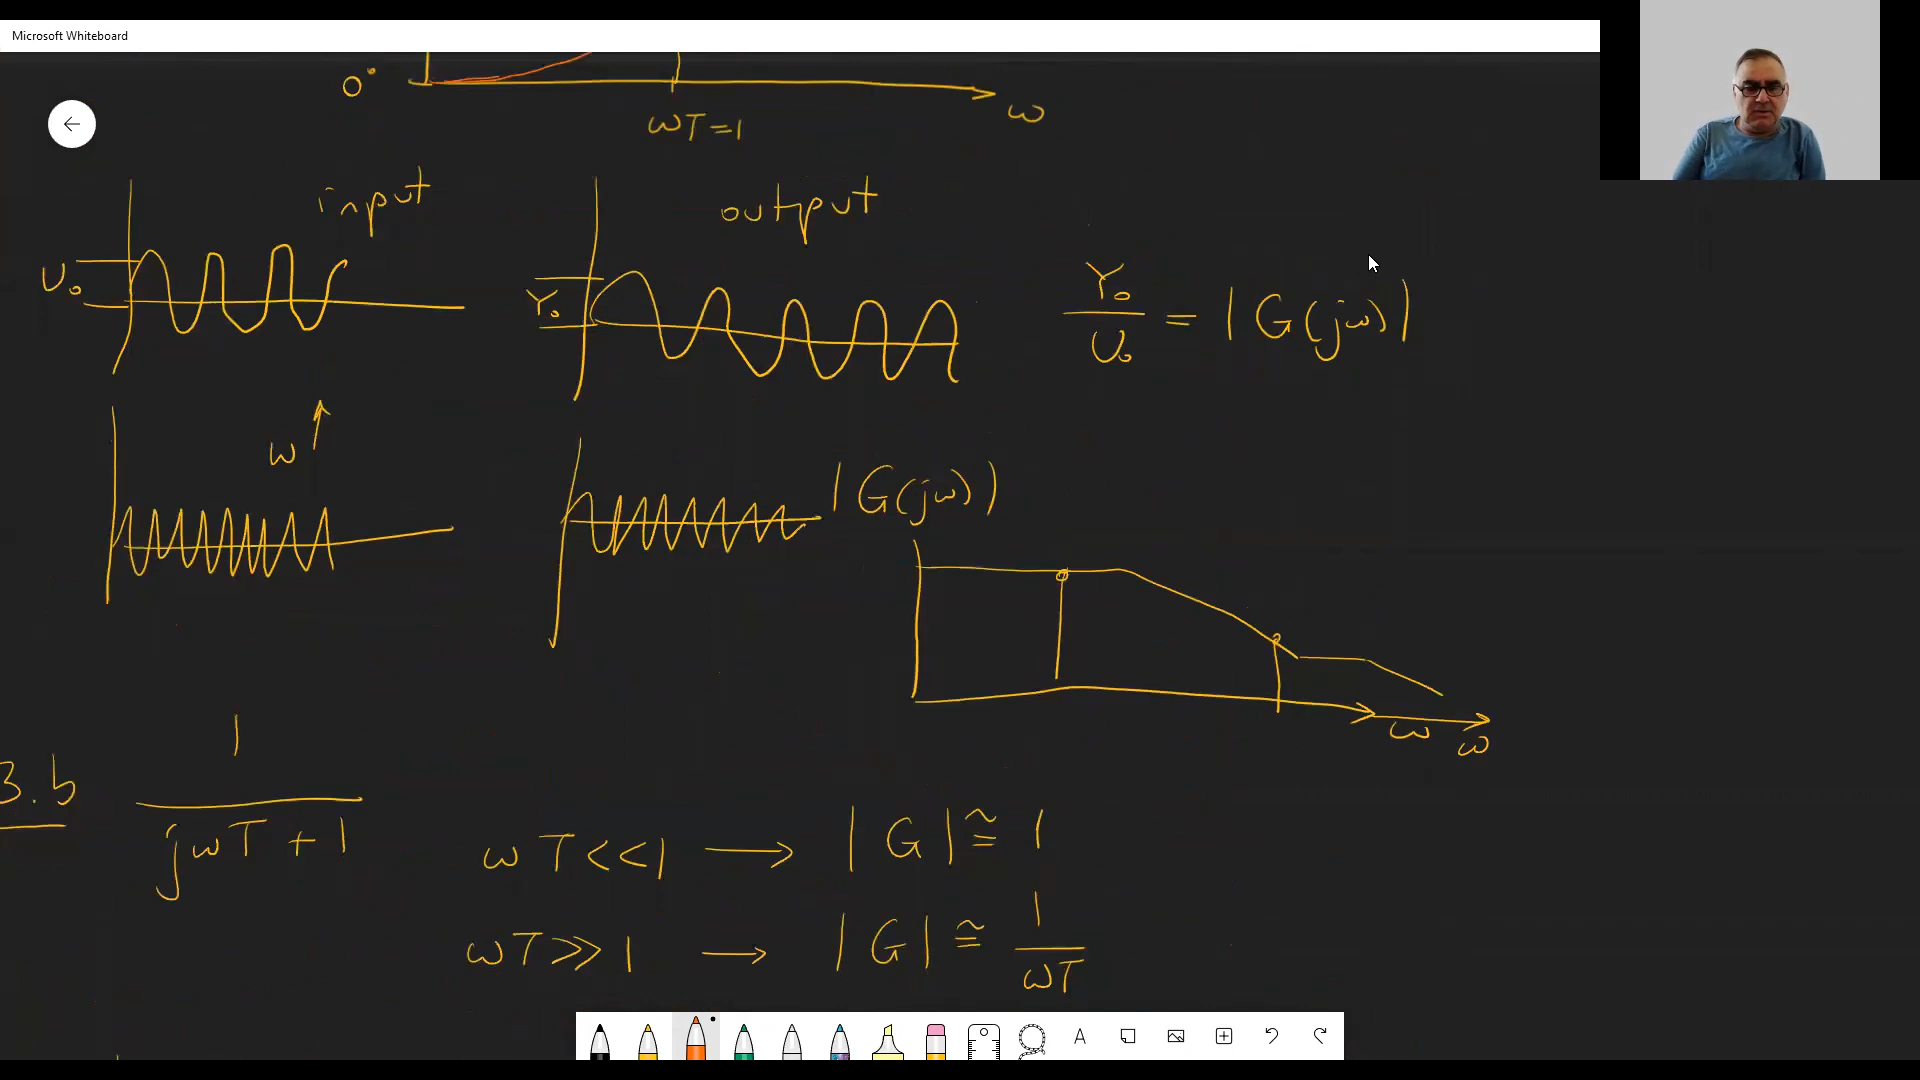 Microsoft Whiteboard
0°
ω
ωT=1
input
output
U₀
Y₀
Y₀/U₀ = |G(jω)|
ω ↑
|G(jω)|
ω
ω
3.b
1/(jωT + 1)
ωT<<1 → |G| ≅ 1
ωT>>1 → |G| ≅ 1/(ωT)
A